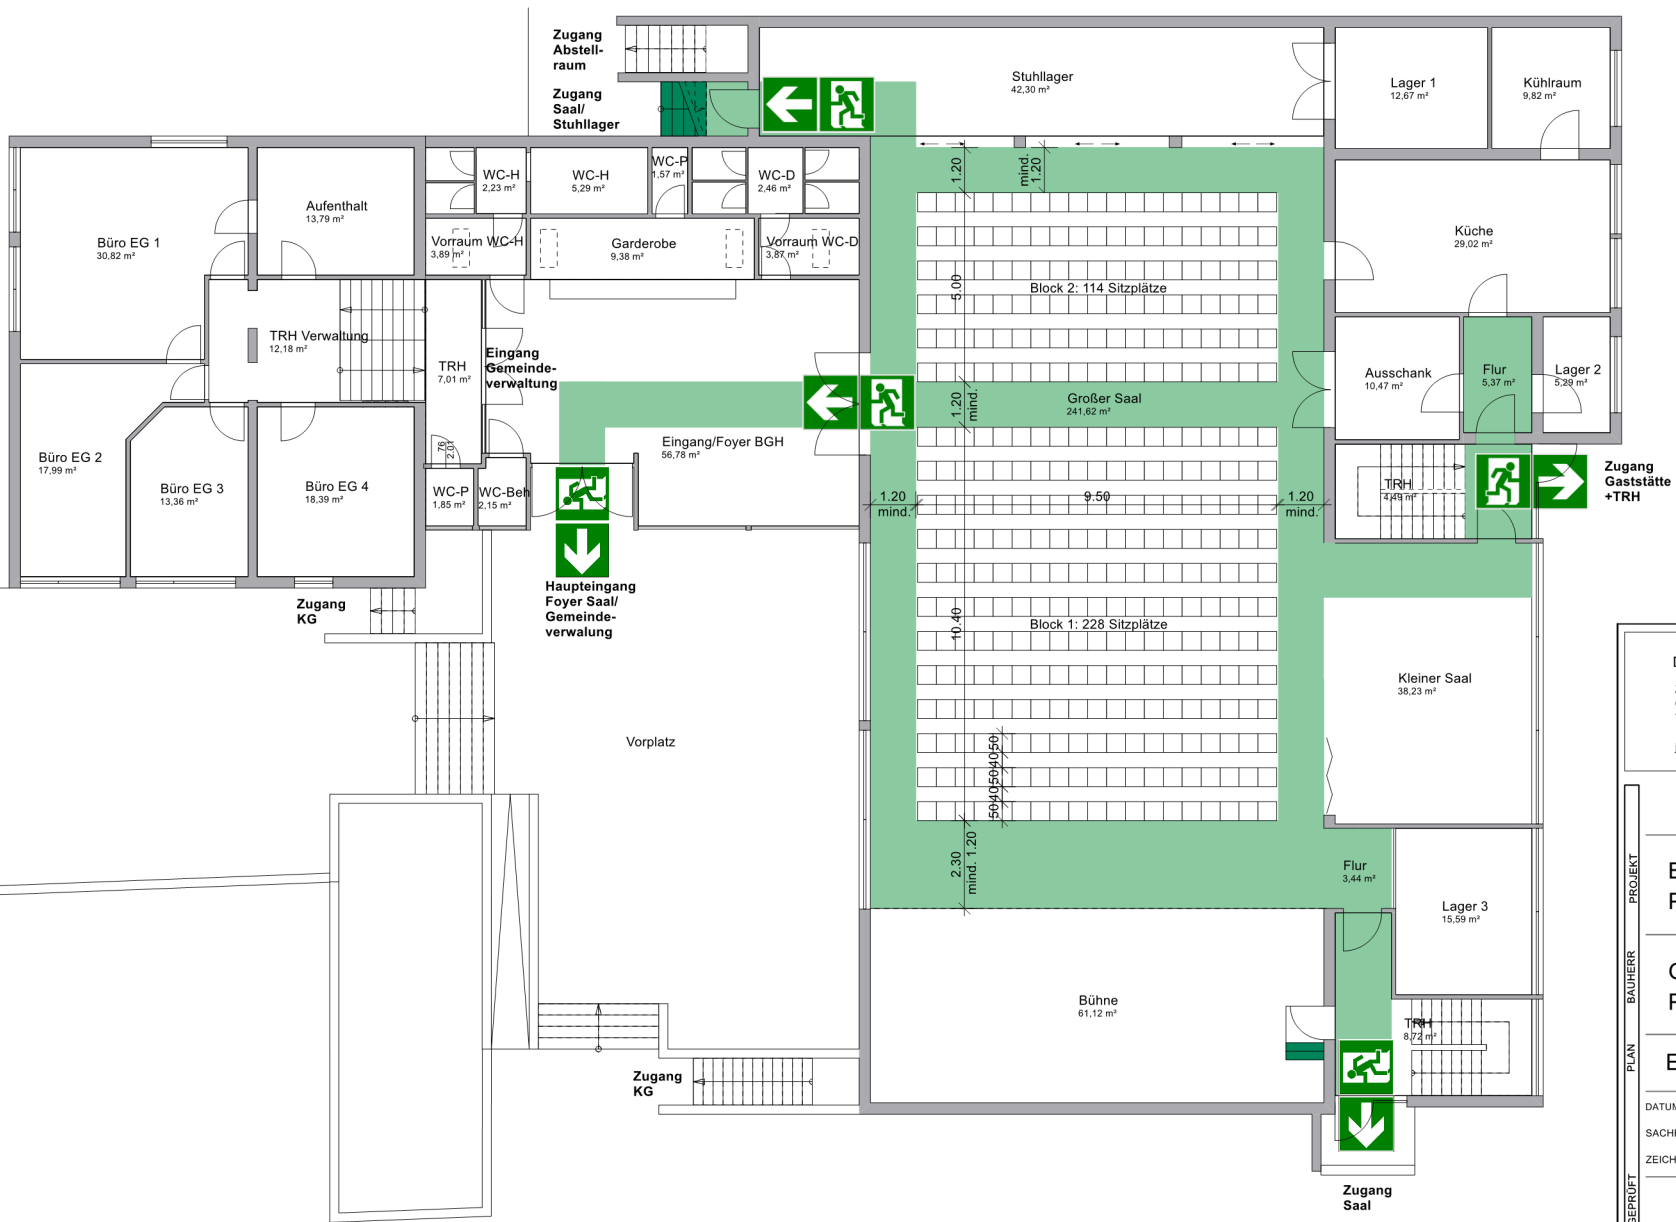 Zugang
Abstell-
raum
Zugang
Saal/
Stuhllager
Stuhllager
42,30 m²
Lager 1
12,67 m²
Kühlraum
9,82 m²
Büro EG 1
30,82 m²
Aufenthalt
13,79 m²
WC-H
2,23 m²
WC-H
5,29 m²
WC-P
1,57 m²
WC-D
2,46 m²
Vorraum WC-H
3,89 m²
Garderobe
9,38 m²
Vorraum WC-D
3,87 m²
1.20
mind.
1.20
Küche
29,02 m²
5.00
Block 2: 114 Sitzplätze
TRH Verwaltung
12,18 m²
TRH
7,01 m²
Eingang
Gemeinde-
verwaltung
Ausschank
10,47 m²
Flur
5,37 m²
Lager 2
5,29 m²
1.20
mind.
Großer Saal
241,62 m²
Eingang/Foyer BGH
56,78 m²
76
2.01
Büro EG 2
17,99 m²
Büro EG 3
13,36 m²
Büro EG 4
18,39 m²
WC-P
1,85 m²
WC-Beh
2,15 m²
1.20
mind.
9.50
1.20
mind.
TRH
4,49 m²
Zugang
Gaststätte
+TRH
Haupteingang
Foyer Saal/
Gemeinde-
verwalung
Zugang
KG
10.40
Block 1: 228 Sitzplätze
Kleiner Saal
38,23 m²
Vorplatz
50
40
50
40
50
2.30
mind. 1.20
Flur
3,44 m²
Lager 3
15,59 m²
Bühne
61,12 m²
TRH
8,72 m²
Zugang
KG
Zugang
Saal
PROJEKT
BAUHERR
PLAN
DATUM
GEPRÜFT